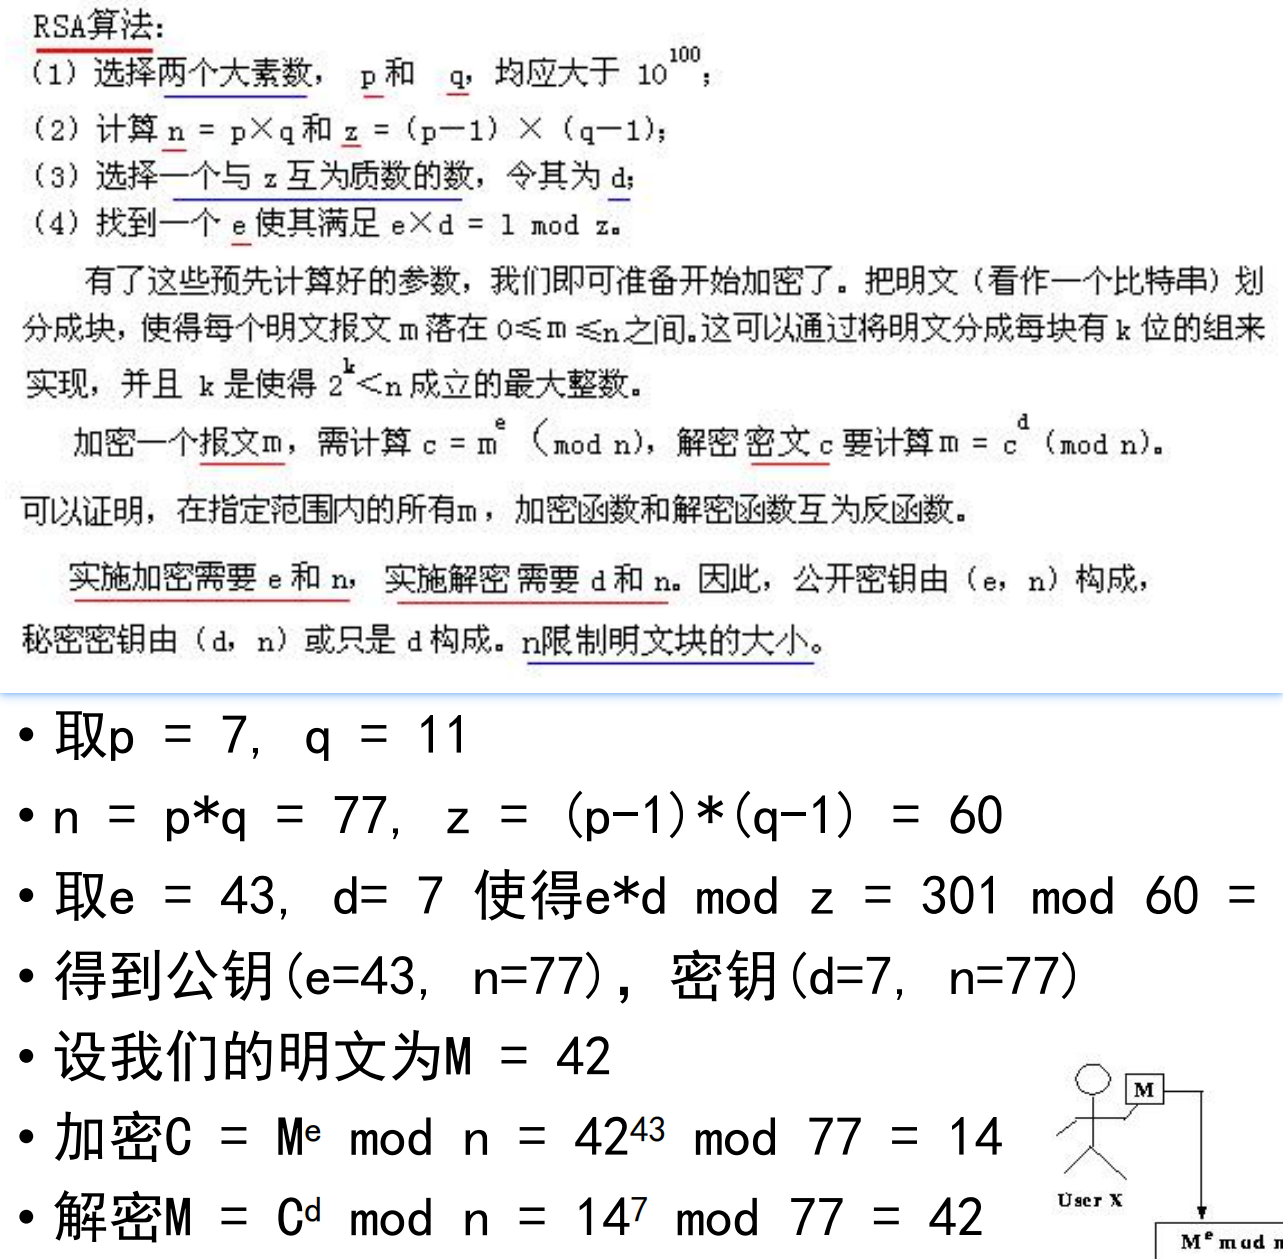 RSA算法:
(1) 选择两个大素数, p和 q, 均应大于 10^100;
(2) 计算 n = p×q 和 z = (p-1) × (q-1);
(3) 选择一个与 z 互为质数的数, 令其为 d;
(4) 找到一个 e 使其满足 e×d = 1 mod z。
有了这些预先计算好的参数, 我们即可准备开始加密了。把明文 (看作一个比特串) 划
分成块, 使得每个明文报文 m 落在 0≤m ≤n之间。这可以通过将明文分成每块有 k 位的组来
实现, 并且 k 是使得 2^k<n 成立的最大整数。
加密一个报文m, 需计算 c = m^e (mod n), 解密 密文 c 要计算 m = c^d (mod n)。
可以证明, 在指定范围内的所有m, 加密函数和解密函数互为反函数。
实施加密需要 e 和 n, 实施解密 需要 d 和 n。因此, 公开密钥由 (e, n) 构成,
秘密密钥由 (d, n) 或只是 d 构成。n限制明文块的大小。
• 取p = 7, q = 11
• n = p*q = 77, z = (p-1)*(q-1) = 60
• 取e = 43, d= 7 使得e*d mod z = 301 mod 60 =
• 得到公钥(e=43, n=77), 密钥(d=7, n=77)
• 设我们的明文为M = 42
• 加密C = M^e mod n = 42^43 mod 77 = 14
• 解密M = C^d mod n = 14^7 mod 77 = 42
M
User X
M^e mod n